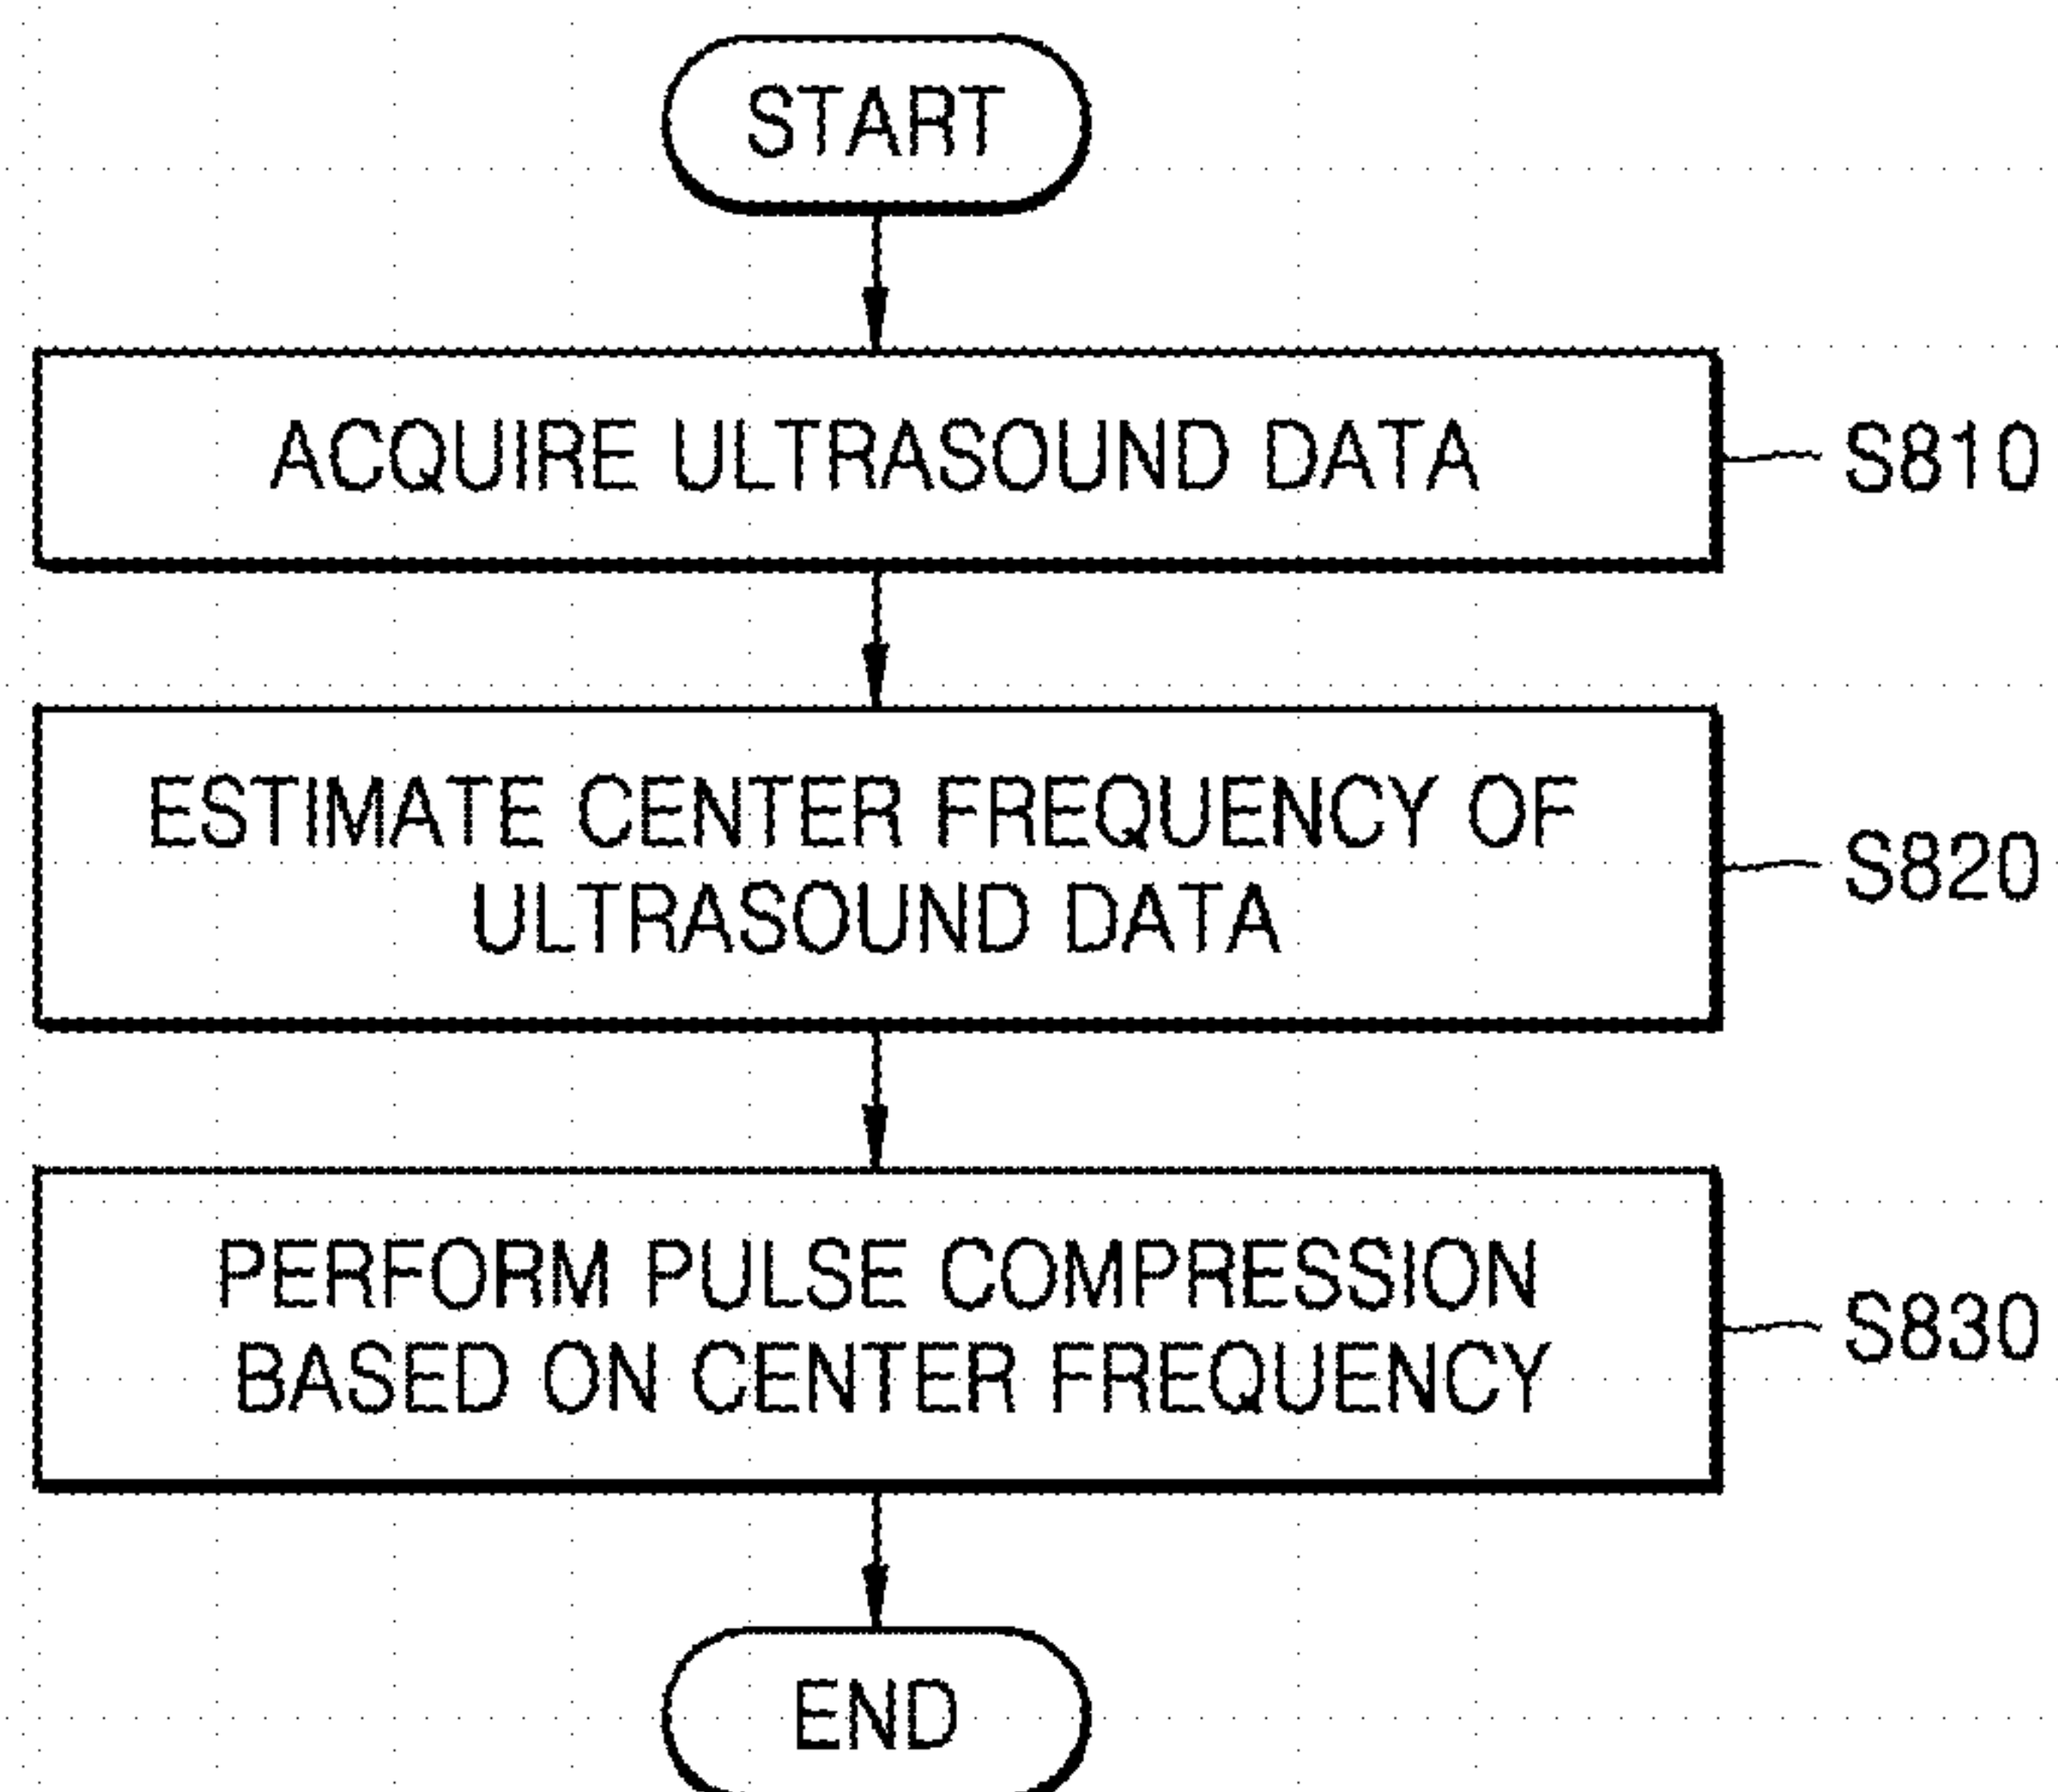 START
ACQUIRE ULTRASOUND DATA
S810
ESTIMATE CENTER FREQUENCY OF
ULTRASOUND DATA
S820
PERFORM PULSE COMPRESSION
BASED ON CENTER FREQUENCY
S830
END